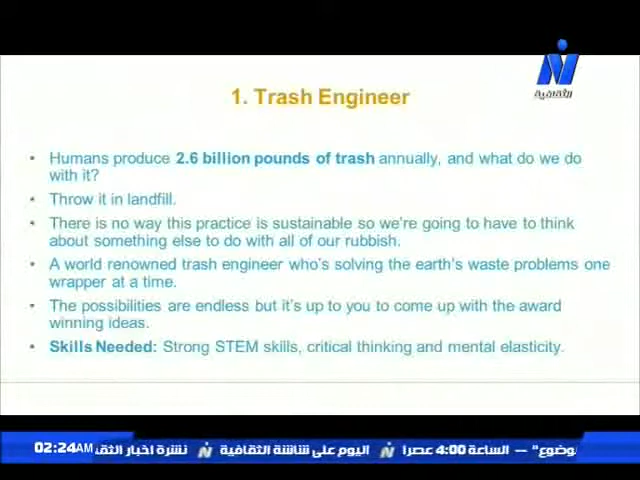 الثقافية
1. Trash Engineer
• Humans produce 2.6 billion pounds of trash annually, and what do we do
with it?
• Throw it in landfill.
• There is no way this practice is sustainable so we're going to have to think
about something else to do with all of our rubbish.
• A world renowned trash engineer who's solving the earth's waste problems one
wrapper at a time.
• The possibilities are endless but it's up to you to come up with the award
winning ideas.
• Skills Needed: Strong STEM skills, critical thinking and mental elasticity.
02:24AM
وضوع" — الساعة 4:00 عصرا اليوم على شاشة الثقافية نشرة اخبار الثق